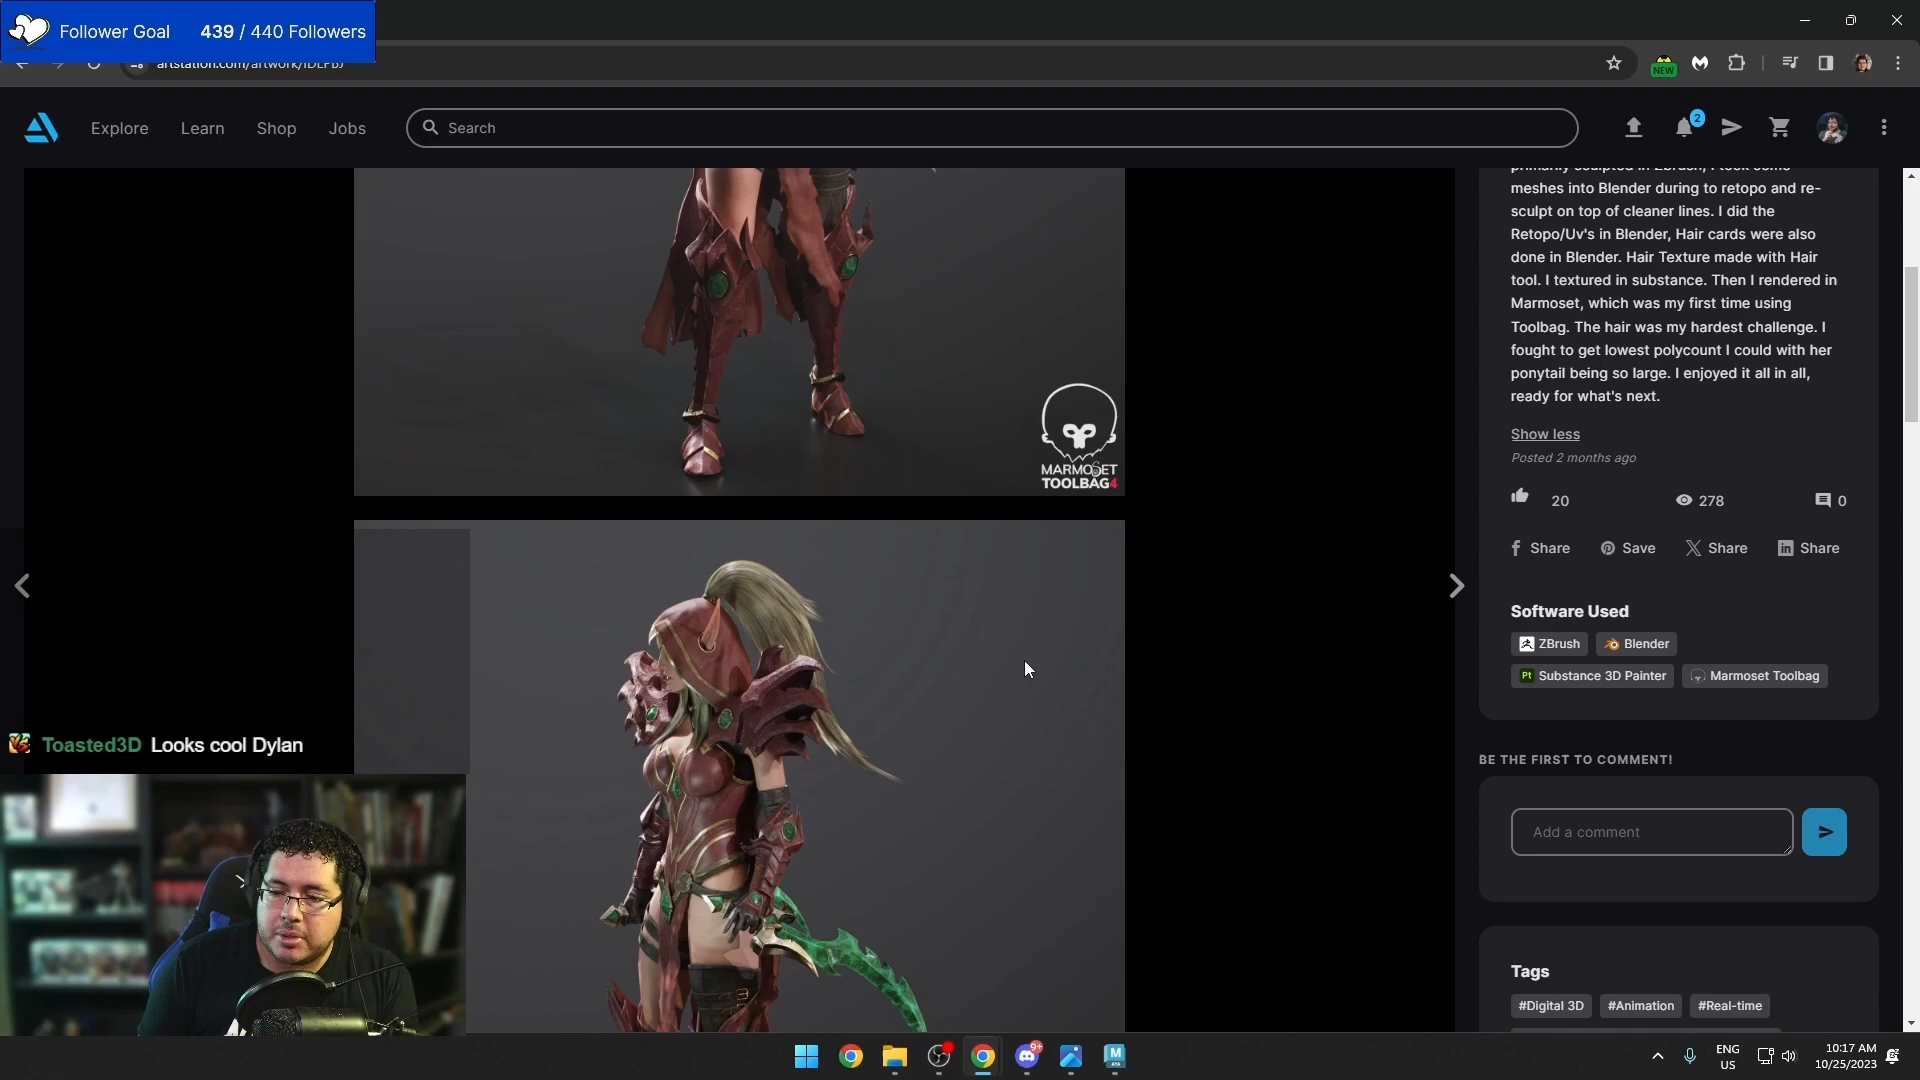 Follower Goal 439 / 440 Followers
NEW
Explore Learn Shop Jobs Search 2
meshes into Blender during to retopo and re-
sculpt on top of cleaner lines. I did the
Retopo/Uv's in Blender, Hair cards were also
done in Blender. Hair Texture made with Hair
tool. I textured in substance. Then I rendered in
Marmoset, which was my first time using
Toolbag. The hair was my hardest challenge. I
fought to get lowest polycount I could with her
ponytail being so large. I enjoyed it all in all,
ready for what's next.
Show less
Posted 2 months ago
20 278 0
Share Save Share Share
Software Used
ZBrush Blender
Pt Substance 3D Painter Marmoset Toolbag
BE THE FIRST TO COMMENT!
Add a comment
Tags
#Digital 3D #Animation #Real-time
MARMOSET
TOOLBAG4
Toasted3D Looks cool Dylan
9+
M
ENG
US
10:17 AM
10/25/2023